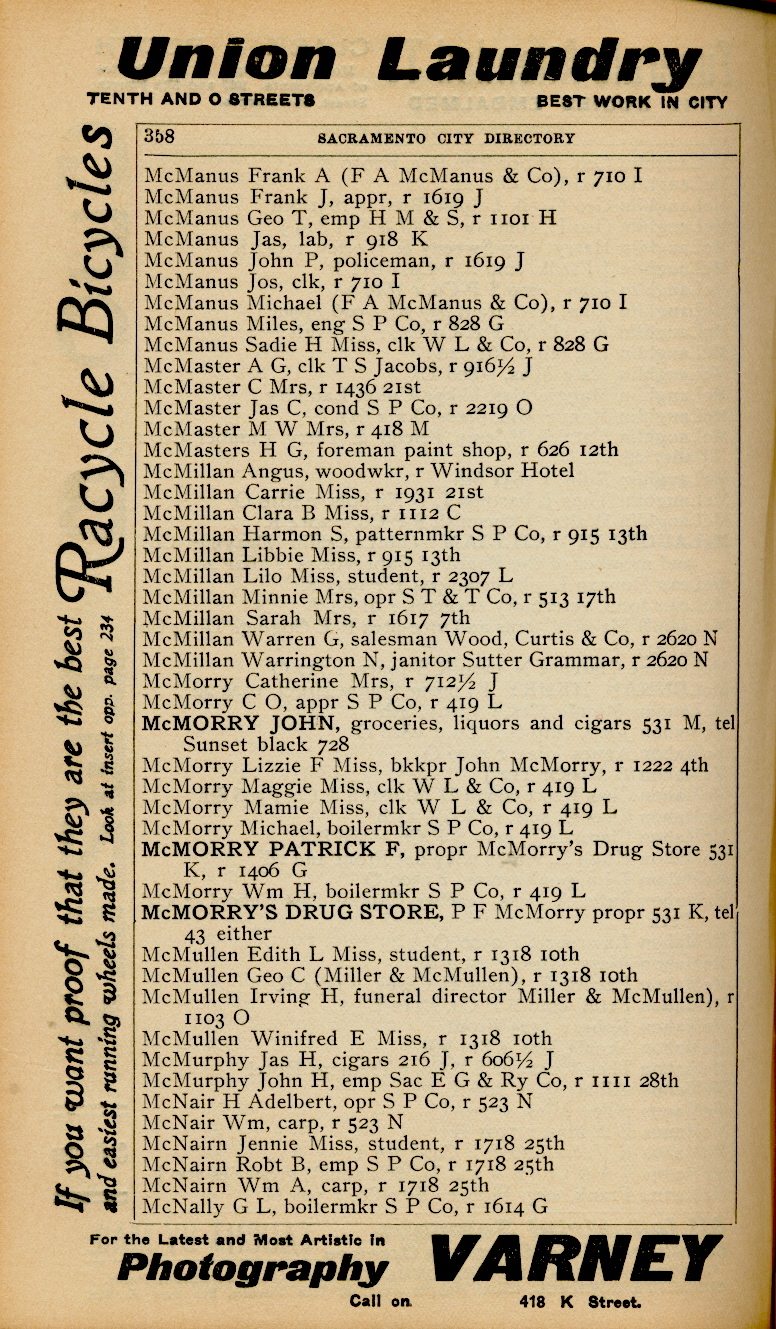 Union Laundry
TENTH AND O STREETS BEST WORK IN CITY
358 SACRAMENTO CITY DIRECTORY
McManus Frank A (F A McManus & Co), r 710 I
McManus Frank J, appr, r 1619 J
McManus Geo T, emp H M & S, r 1101 H
McManus Jas, lab, r 918 K
McManus John P, policeman, r 1619 J
McManus Jos, clk, r 710 I
McManus Michael (F A McManus & Co), r 710 I
McManus Miles, eng S P Co, r 828 G
McManus Sadie H Miss, clk W L & Co, r 828 G
McMaster A G, clk T S Jacobs, r 916½ J
McMaster C Mrs, r 1436 21st
McMaster Jas C, cond S P Co, r 2219 O
McMaster M W Mrs, r 418 M
McMasters H G, foreman paint shop, r 626 12th
McMillan Angus, woodwkr, r Windsor Hotel
McMillan Carrie Miss, r 1931 21st
McMillan Clara B Miss, r 1112 C
McMillan Harmon S, patternmkr S P Co, r 915 13th
McMillan Libbie Miss, r 915 13th
McMillan Lilo Miss, student, r 2307 L
McMillan Minnie Mrs, opr S T & T Co, r 513 17th
McMillan Sarah Mrs, r 1617 7th
McMillan Warren G, salesman Wood, Curtis & Co, r 2620 N
McMillan Warrington N, janitor Sutter Grammar, r 2620 N
McMorry Catherine Mrs, r 712½ J
McMorry C O, appr S P Co, r 419 L
McMORRY JOHN, groceries, liquors and cigars 531 M, tel
Sunset black 728
McMorry Lizzie F Miss, bkkpr John McMorry, r 1222 4th
McMorry Maggie Miss, clk W L & Co, r 419 L
McMorry Mamie Miss, clk W L & Co, r 419 L
McMorry Michael, boilermkr S P Co, r 419 L
McMORRY PATRICK F, propr McMorry's Drug Store 531
K, r 1406 G
McMorry Wm H, boilermkr S P Co, r 419 L
McMORRY'S DRUG STORE, P F McMorry propr 531 K, tel
43 either
McMullen Edith L Miss, student, r 1318 10th
McMullen Geo C (Miller & McMullen), r 1318 10th
McMullen Irving H, funeral director Miller & McMullen), r
1103 O
McMullen Winifred E Miss, r 1318 10th
McMurphy Jas H, cigars 216 J, r 606½ J
McMurphy John H, emp Sac E G & Ry Co, r 1111 28th
McNair H Adelbert, opr S P Co, r 523 N
McNair Wm, carp, r 523 N
McNairn Jennie Miss, student, r 1718 25th
McNairn Robt B, emp S P Co, r 1718 25th
McNairn Wm A, carp, r 1718 25th
McNally G L, boilermkr S P Co, r 1614 G
If you want proof that they are the best Racycle Bicycles
and easiest running wheels made. Look at insert opp. page 234
For the Latest and Most Artistic in
Photography VARNEY
Call on 418 K Street.